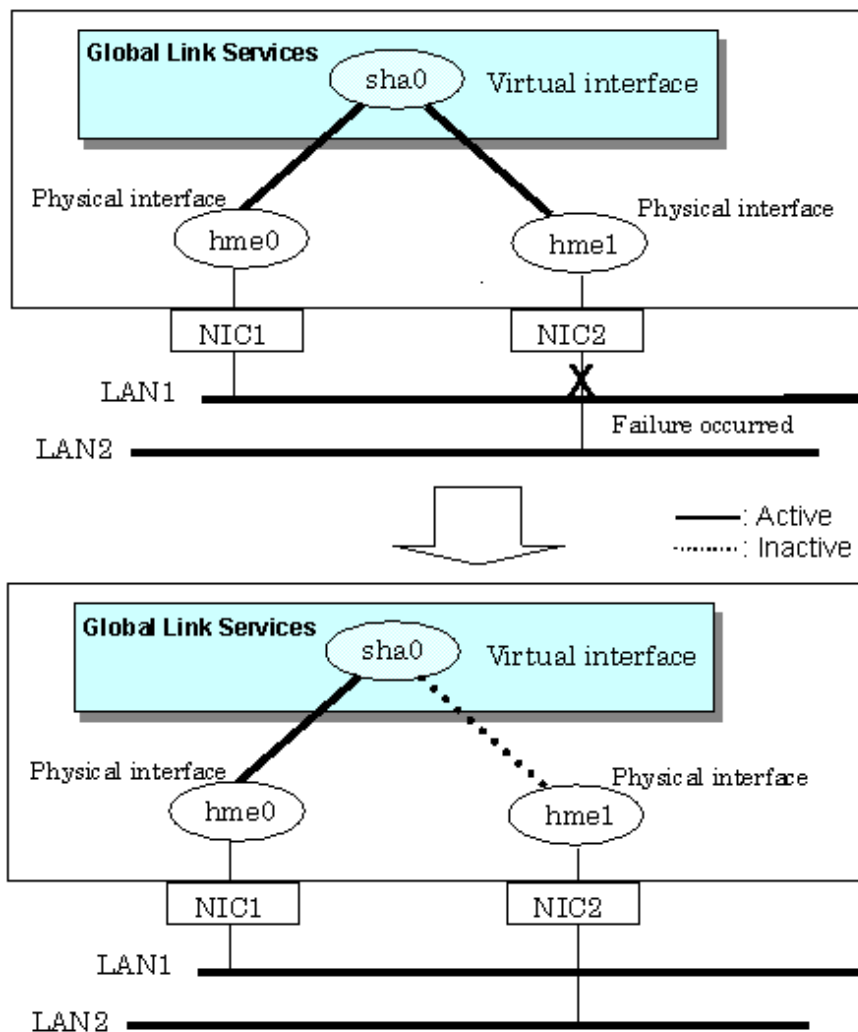 Global Link Services
sha0
Virtual interface
Physical interface
Physical interface
hme0
hme1
NIC1
NIC2
LAN1
X
Failure occurred
LAN2
: Active
: Inactive
Global Link Services
sha0
Virtual interface
Physical interface
Physical interface
hme0
hme1
NIC1
NIC2
LAN1
LAN2